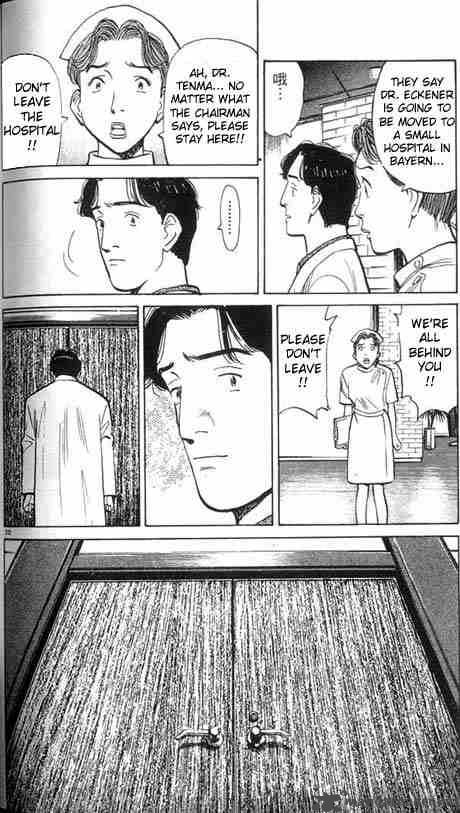 THEY SAY
DR. ECKENER
IS GOING
TO BE
MOVED TO
A SMALL
HOSPITAL IN
BAYERN...
哦…
AH, DR.
TENMA... NO
MATTER WHAT
THE CHAIRMAN
SAYS, PLEASE
STAY HERE!!
DON'T
LEAVE
THE
HOSPITAL
!!
........
WE'RE
ALL
BEHIND
YOU
!!
PLEASE
DON'T
LEAVE
!!